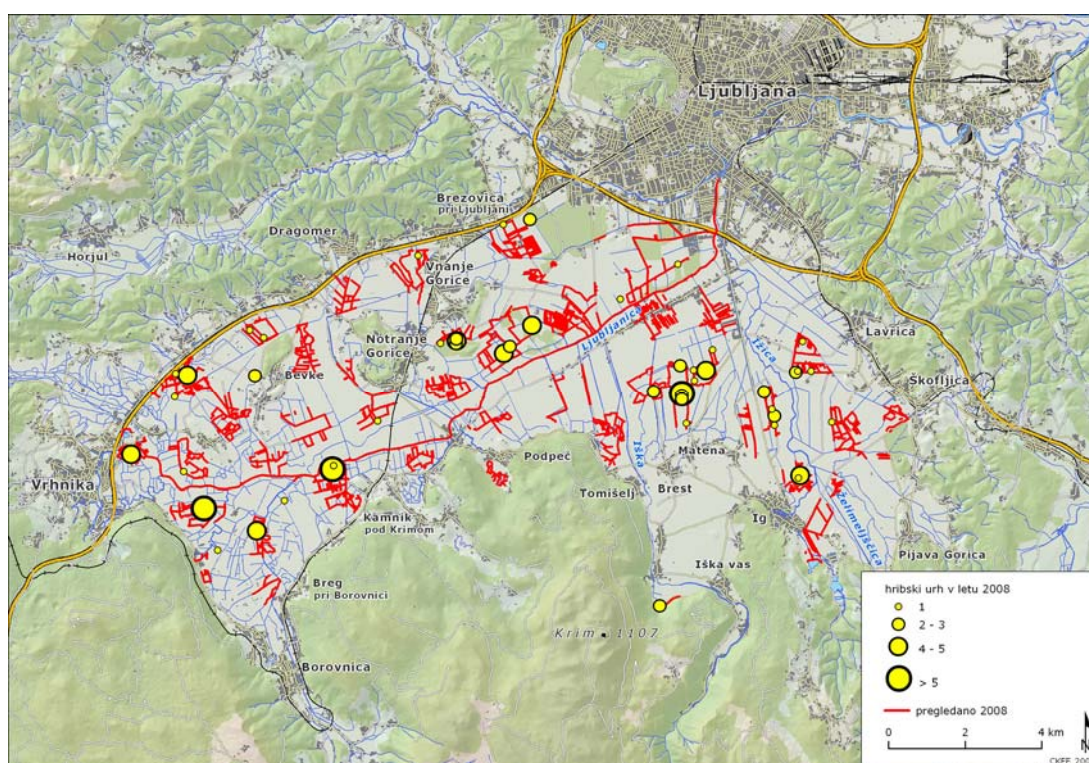 Ljubljana
Brezovica
pri Ljubljani
Dragomer
Horjul
Vnanje
Gorice
Notranje
Gorice
Ljubljanica
Lavrica
Ižica
Škofljica
Bevke
Vrhnika
Podpeč
Iška
Matena
Tomišelj
Brest
Ig
Želimeljščica
Kamnik
pod Krimom
Pijava Gorica
Iška vas
Breg
pri Borovnici
Krim 1107
Borovnica
hribski urh v letu 2008
1
2 - 3
4 - 5
> 5
pregledano 2008
0 2 4 km
N